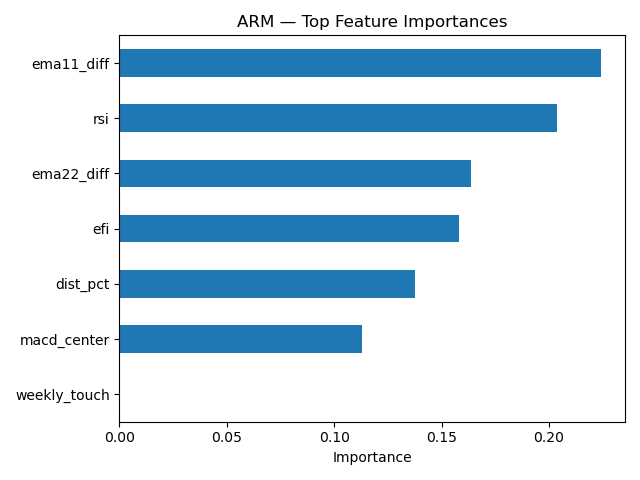 ARM — Top Feature Importances
ema11_diff
rsi
ema22_diff
efi
dist_pct
macd_center
weekly_touch
0.00 0.05 0.10 0.15 0.20
Importance